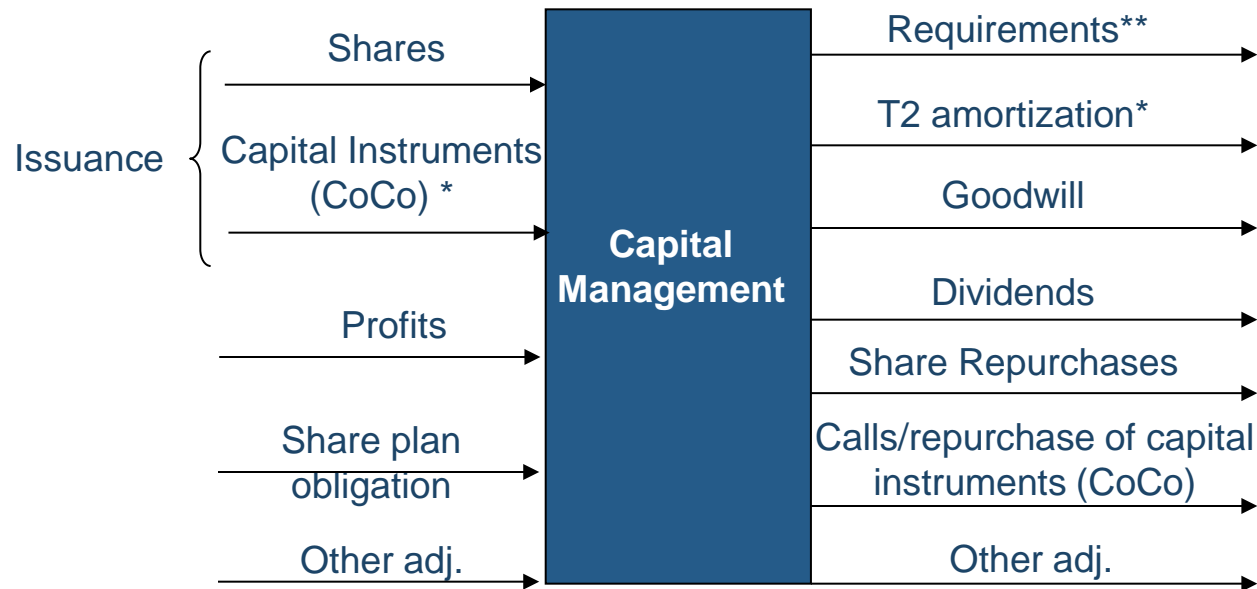 Issuance
Shares
Capital Instruments
(CoCo) *
Profits
Share plan
obligation
Other adj.
Capital
Management
Requirements**
T2 amortization*
Goodwill
Dividends
Share Repurchases
Calls/repurchase of capital
instruments (CoCo)
Other adj.